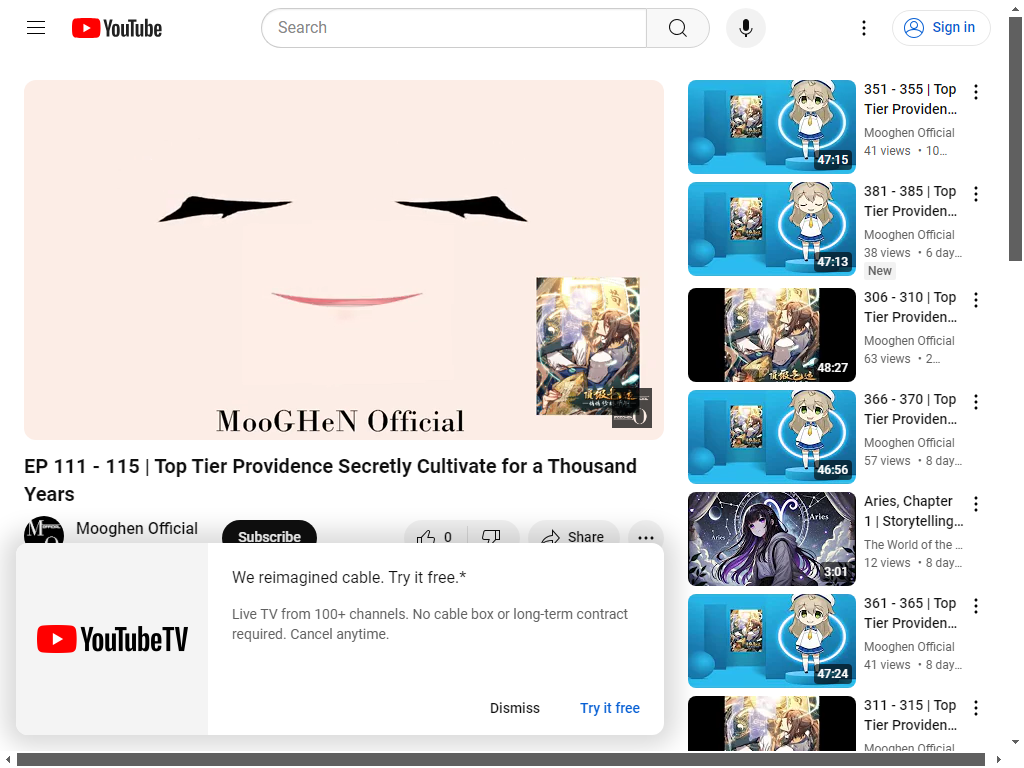 YouTube
Search
Sign in
MooGHeN Official
EP 111 - 115 | Top Tier Providence Secretly Cultivate for a Thousand
Years
Mooghen Official
Subscribe
0
Share
YouTubeTV
We reimagined cable. Try it free.*
Live TV from 100+ channels. No cable box or long-term contract
required. Cancel anytime.
Dismiss
Try it free
47:15
351 - 355 | Top
Tier Providen…
Mooghen Official
41 views • 10…
47:13
381 - 385 | Top
Tier Providen…
Mooghen Official
38 views • 6 day…
New
48:27
306 - 310 | Top
Tier Providen…
Mooghen Official
63 views • 2…
46:56
366 - 370 | Top
Tier Providen…
Mooghen Official
57 views • 8 day…
Aries
Aries
3:01
Aries, Chapter
1 | Storytelling…
The World of the …
12 views • 8 day…
47:24
361 - 365 | Top
Tier Providen…
Mooghen Official
41 views • 8 day…
311 - 315 | Top
Tier Providen…
Mooghen Official